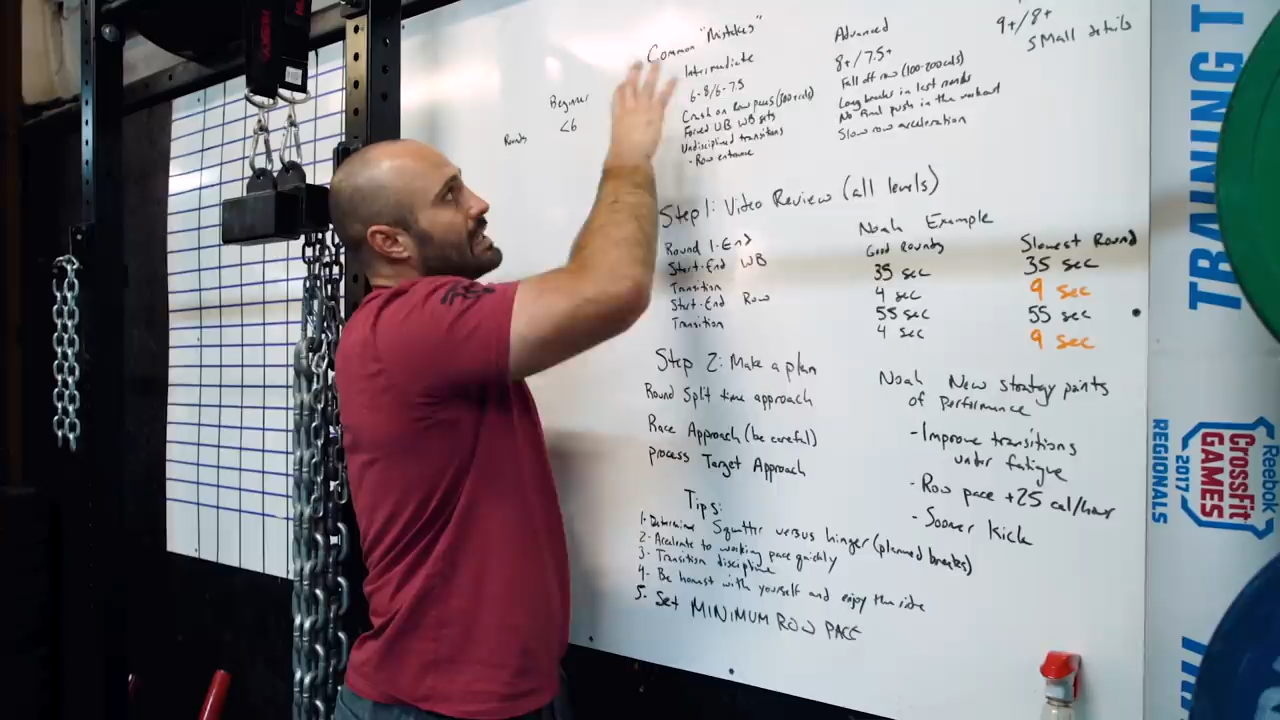 Common "Mistakes"
Beginner
<6
Rounds
Intermediate
6-8/6-7.5
Crash on Row paces (500+cals)
Forced UB WB sets
Undisciplined transitions
- Row entrance
Advanced
8+/7.5+
Fall off row (100-200 cals)
Long breaks in last rounds
No Final push in the workout
Slow row acceleration
9+/8+
Small details
Step 1: Video Review (all levels)
Round 1-End
Start-End WB
Transition
Start-End Row
Transition
Noah Example
Good Rounds
35 sec
4 sec
55 sec
4 sec
Slowest Round
35 sec
9 sec
55 sec
9 sec
Step 2: Make a plan
Round Split time approach
Race Approach (be careful)
process Target Approach
Noah New strategy points
of Performance
- Improve transitions
under fatigue
- Row pace +25 cal/hour
- Sooner Kick
Tips:
1- Determine Squatter versus hinger (planned breaks)
2- Acelerate to working pace quickly
3- Transition discipline
4- Be honest with yourself and enjoy the ride
5- Set MINIMUM ROW PACE
TRAINING T
Reebok
CrossFit
GAMES
2017
REGIONALS